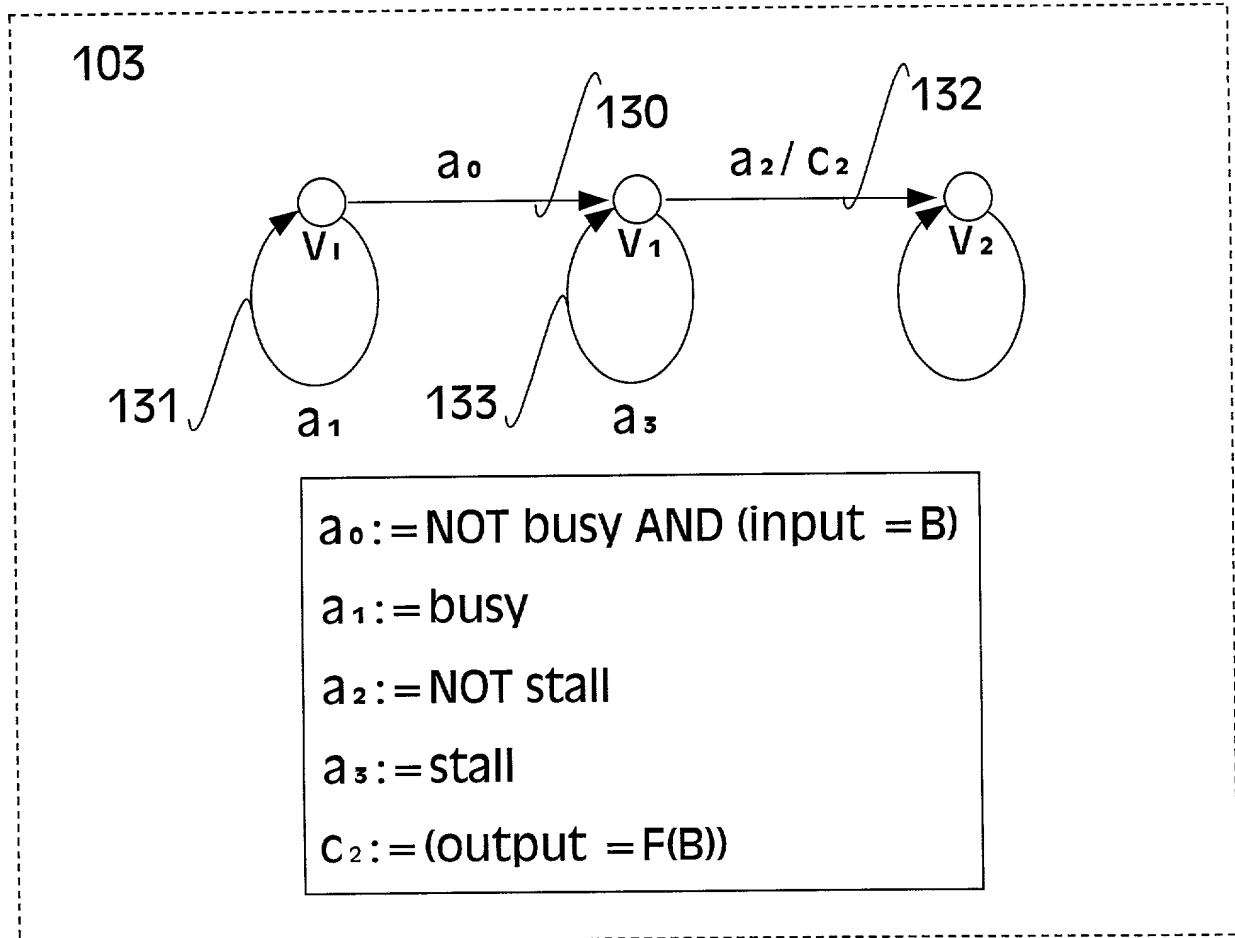 103
130
132
a₀
a₂/ c₂
V₁
V₁
V₂
131
133
a₁
a₃
a₀:=NOT busy AND (input =B)
a₁:=busy
a₂:=NOT stall
a₃:=stall
c₂:=(output =F(B))